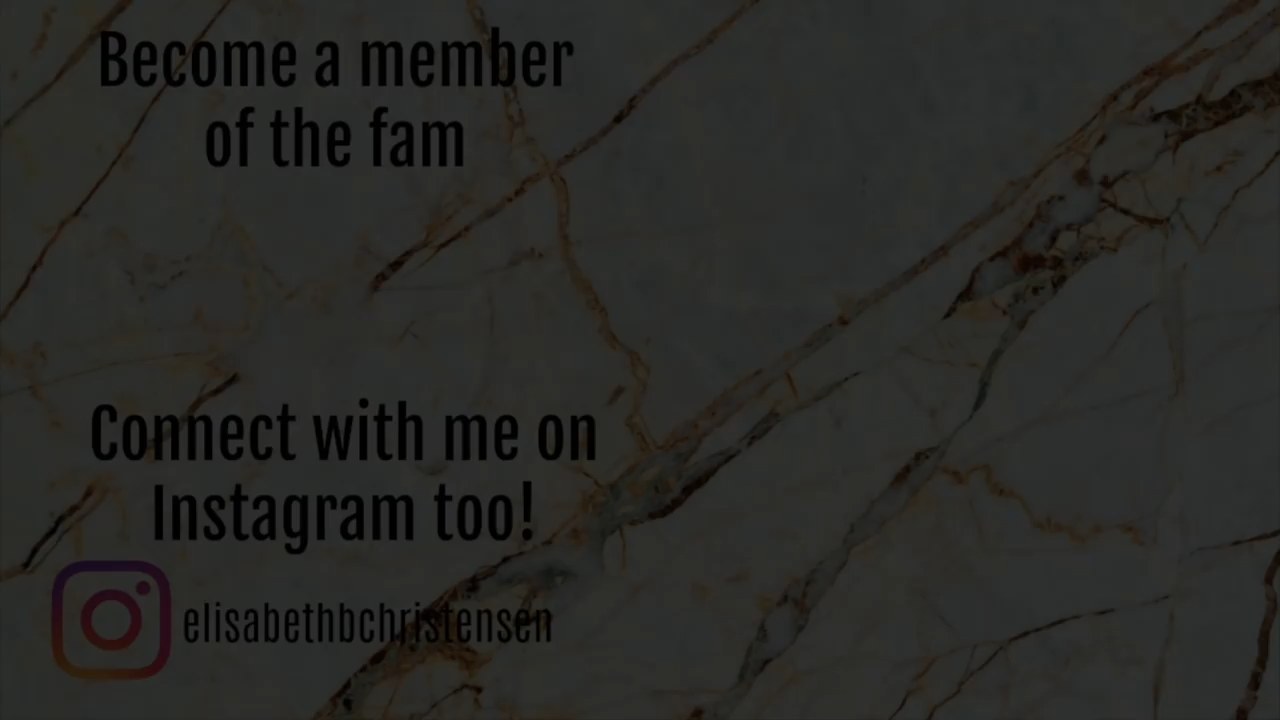 Become a member
of the fam
Connect with me on
Instagram too!
elisabethbchristensen